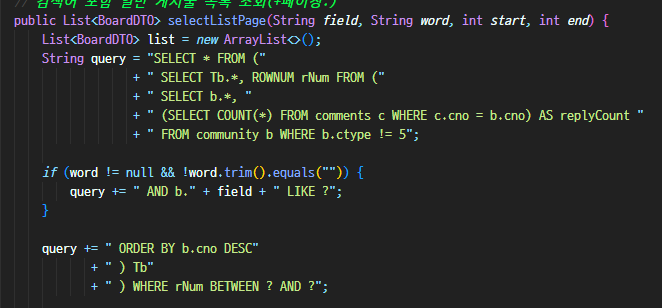 // 검색어 포함 일반 게시물 목록 조회(+페이징.)
public List<BoardDTO> selectListPage(String field, String word, int start, int end) {
List<BoardDTO> list = new ArrayList<>();
String query = "SELECT * FROM ("
+ " SELECT Tb.*, ROWNUM rNum FROM ("
+ " SELECT b.*, "
+ " (SELECT COUNT(*) FROM comments c WHERE c.cno = b.cno) AS replyCount "
+ " FROM community b WHERE b.ctype != 5";
if (word != null && !word.trim().equals("")) {
query += " AND b." + field + " LIKE ?";
}
query += " ORDER BY b.cno DESC"
+ " ) Tb"
+ " ) WHERE rNum BETWEEN ? AND ?";